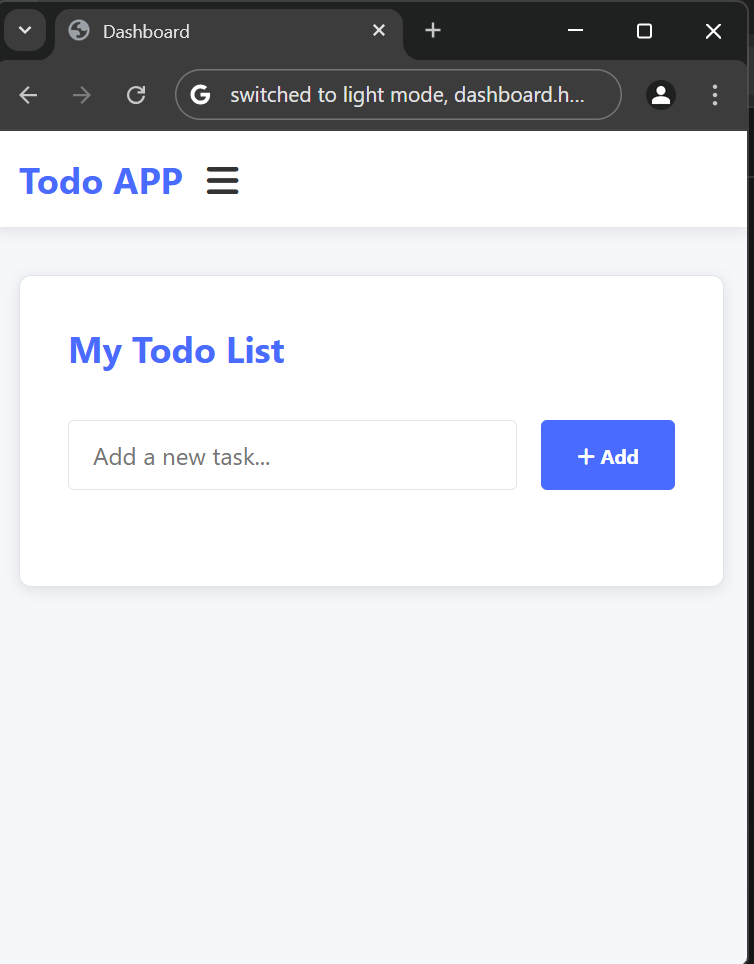 Dashboard
switched to light mode, dashboard.h...
Todo APP
My Todo List
Add a new task...
Add